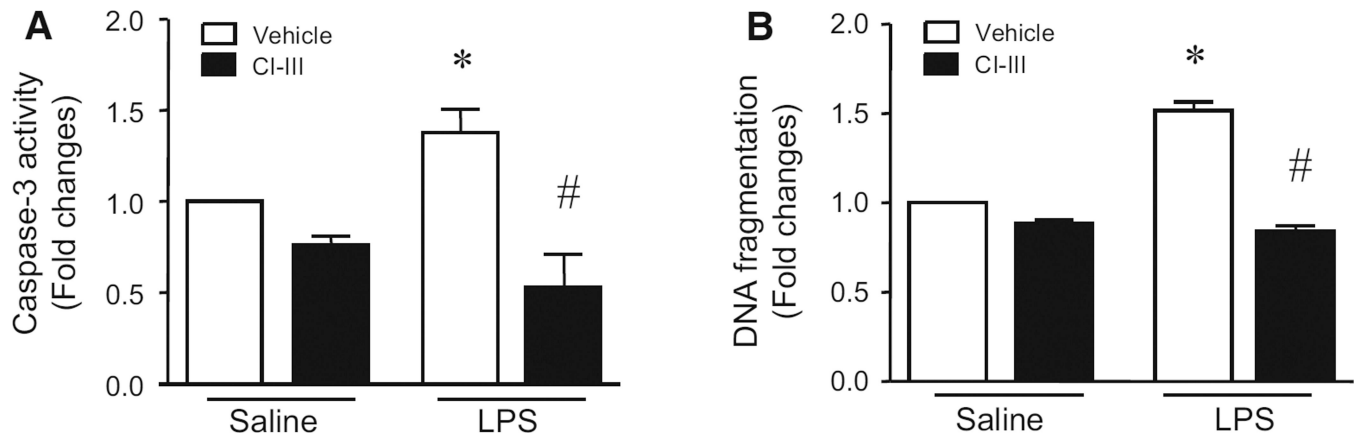 A
Caspase-3 activity
(Fold changes)
2.0
1.5
1.0
0.5
0.0
Vehicle
CI-III
*
#
Saline
LPS
B
DNA fragmentation
(Fold changes)
2.0
1.5
1.0
0.5
0.0
Vehicle
CI-III
*
#
Saline
LPS